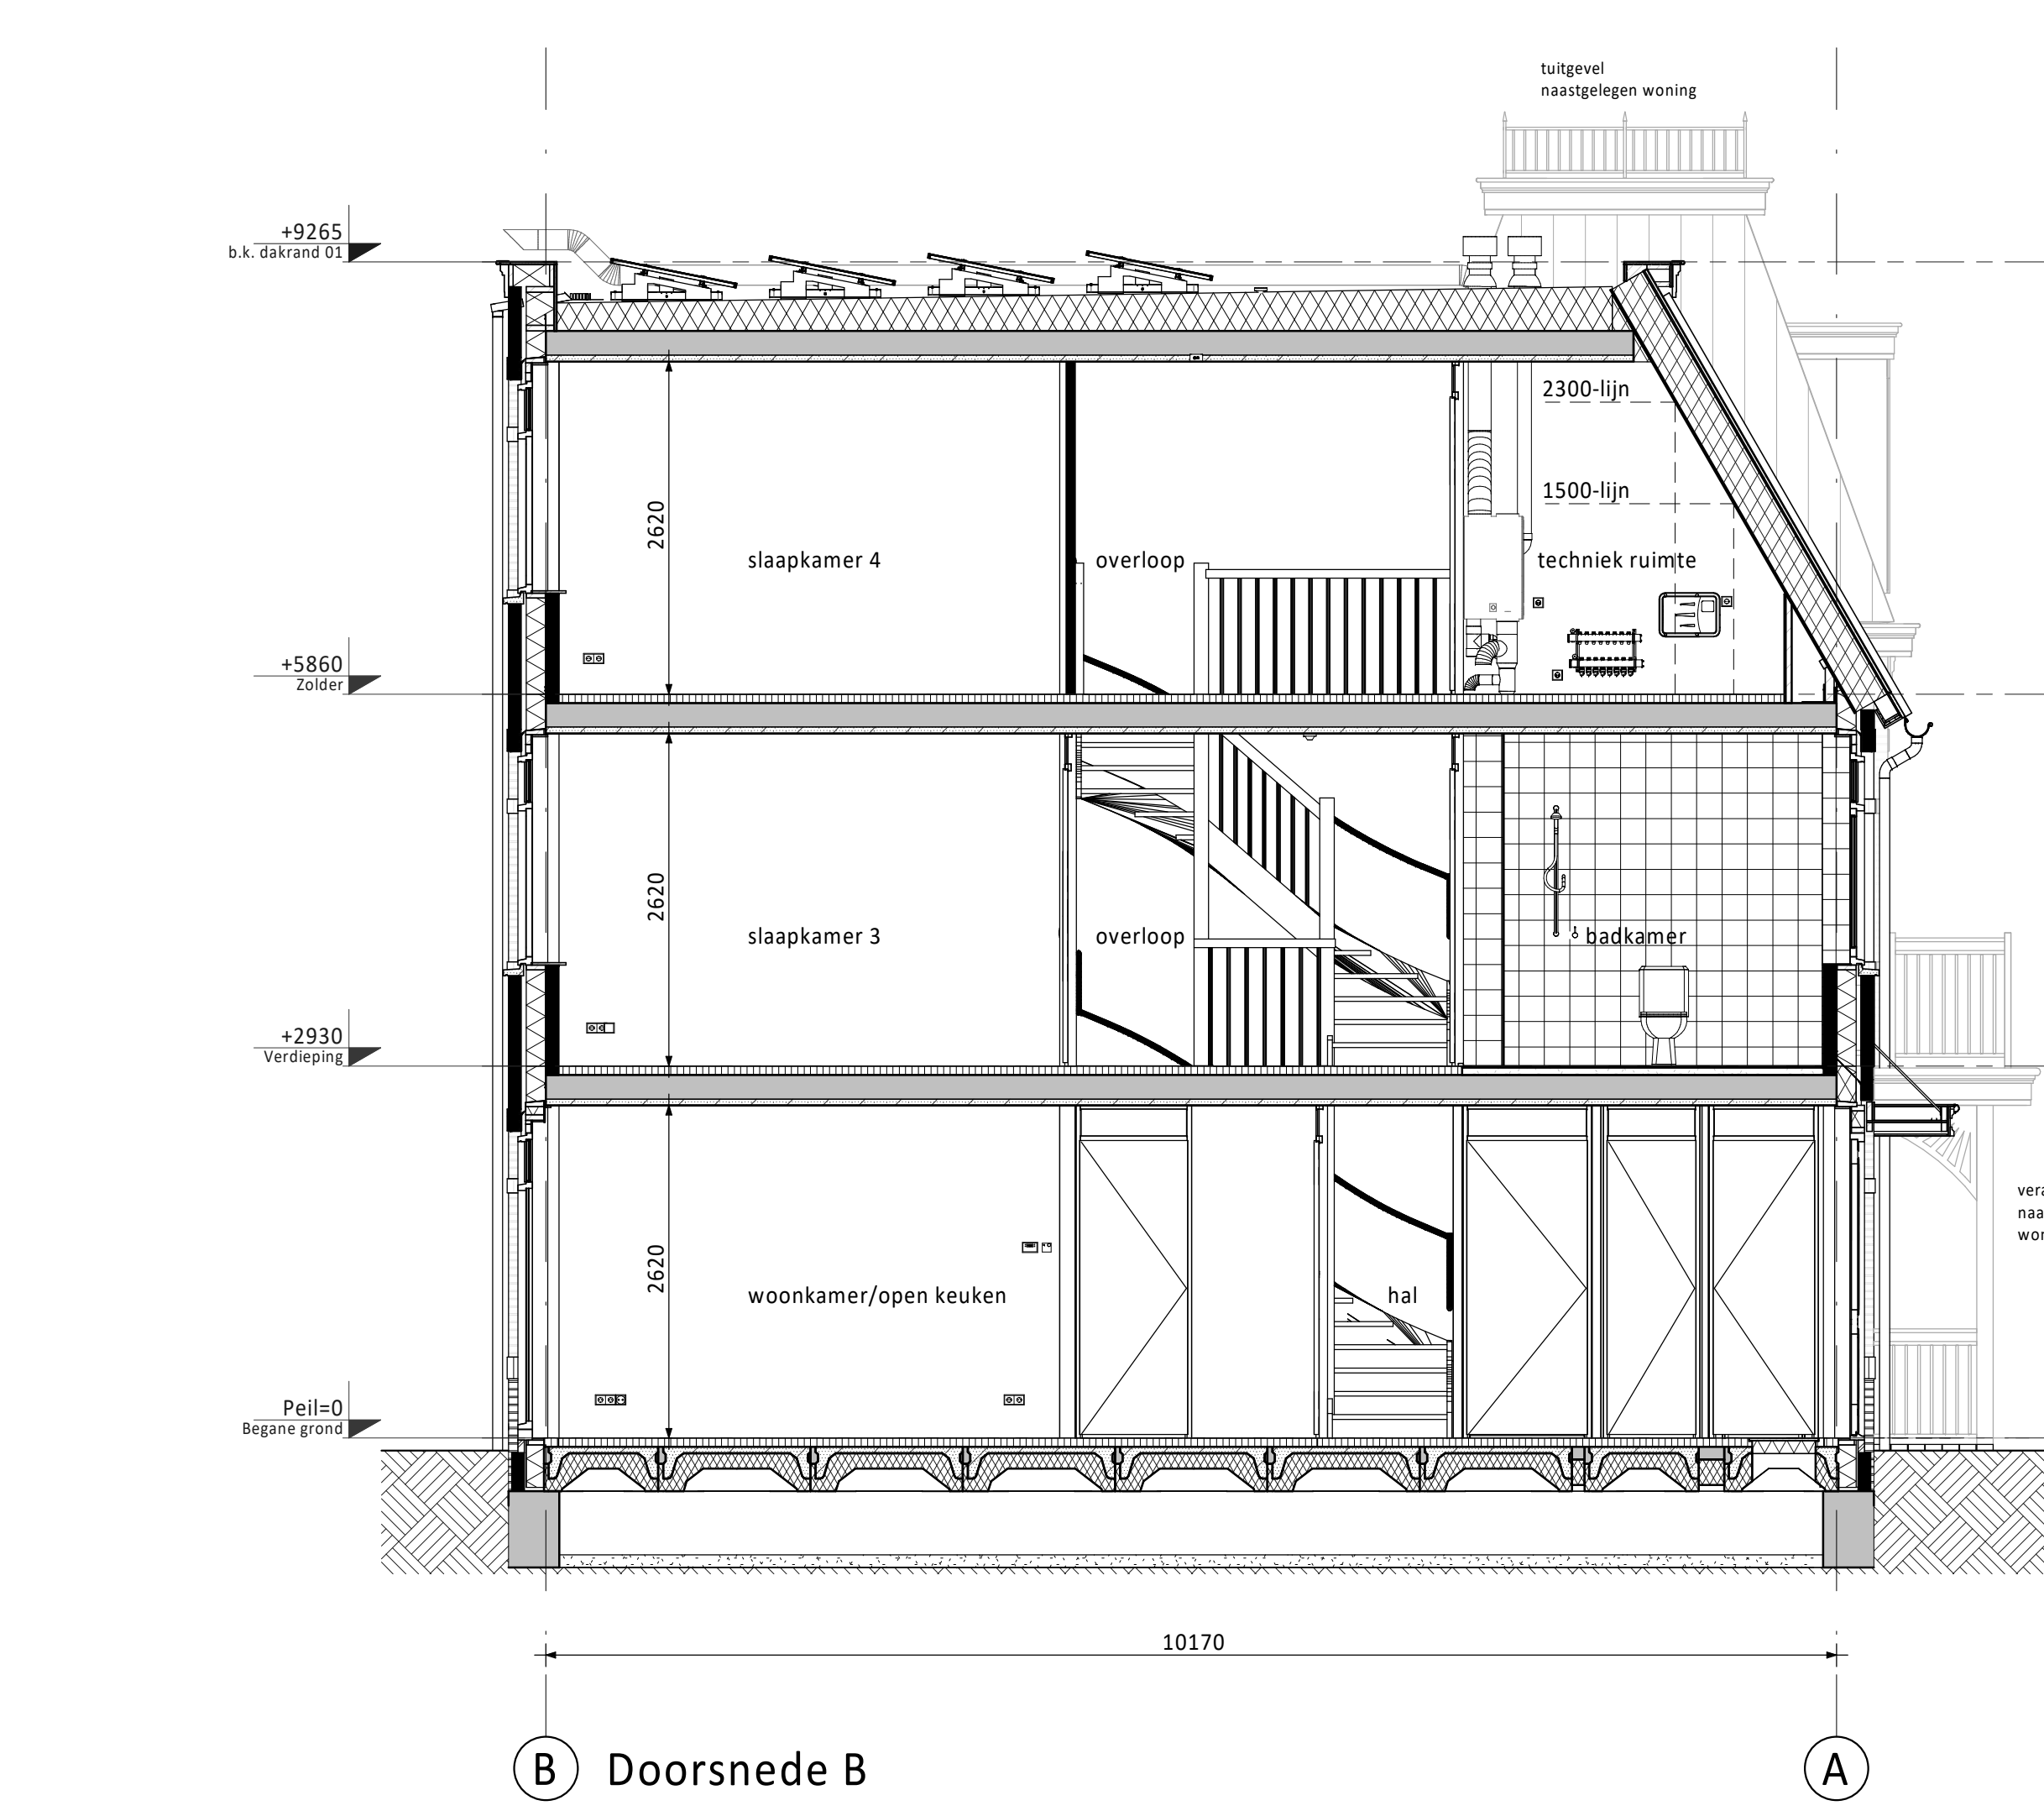 tuitgevel
naastgelegen woning
+9265
b.k. dakrand 01
2300-lijn
1500-lijn
2620
slaapkamer 4
overloop
techniek ruimte
+5860
Zolder
2620
slaapkamer 3
overloop
badkamer
+2930
Verdieping
2620
woonkamer/open keuken
hal
Peil=0
Begane grond
10170
B
Doorsnede B
A